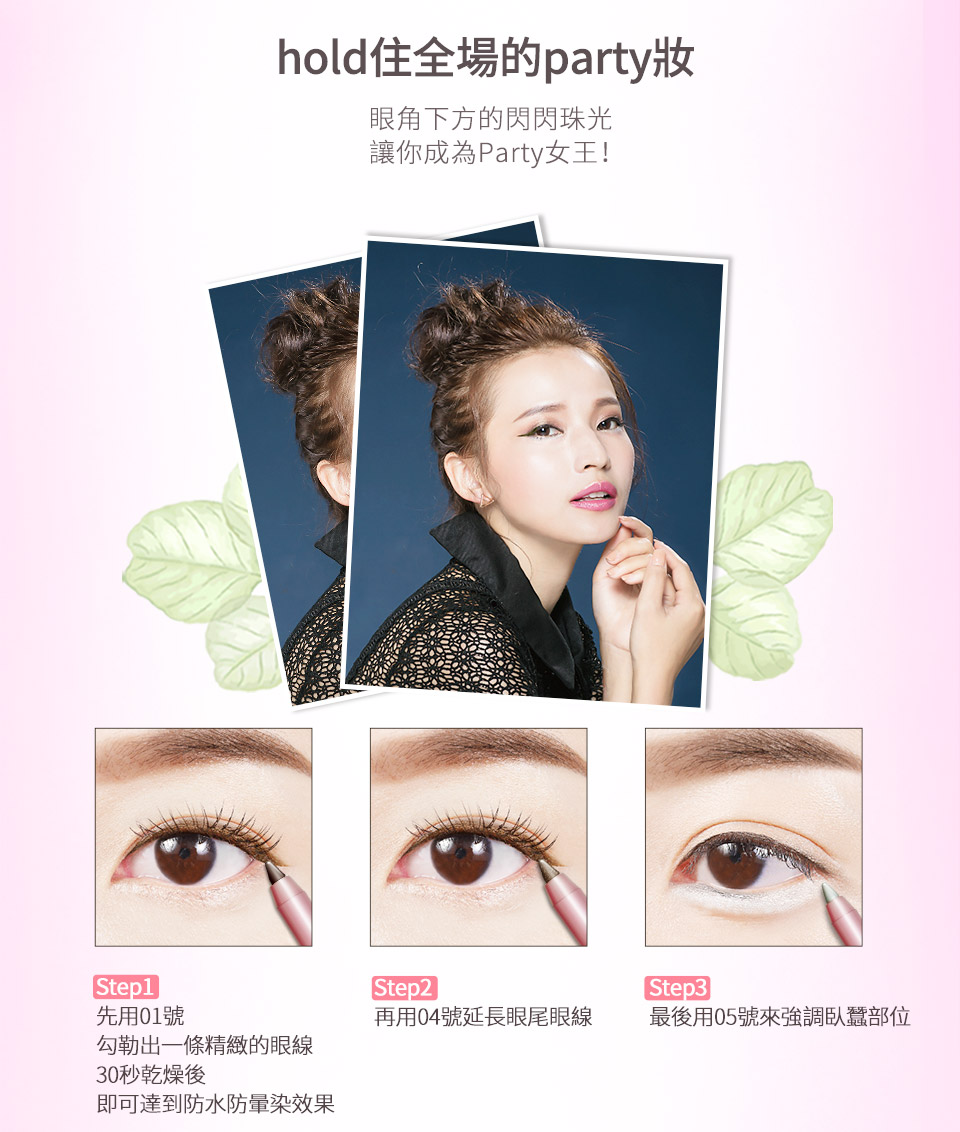 hold住全場的party妝
眼角下方的閃閃珠光
讓你成為Party女王!
Step1
先用01號
勾勒出一條精緻的眼線
30秒乾燥後
即可達到防水防暈染效果
Step2
再用04號延長眼尾眼線
Step3
最後用05號來強調臥蠶部位